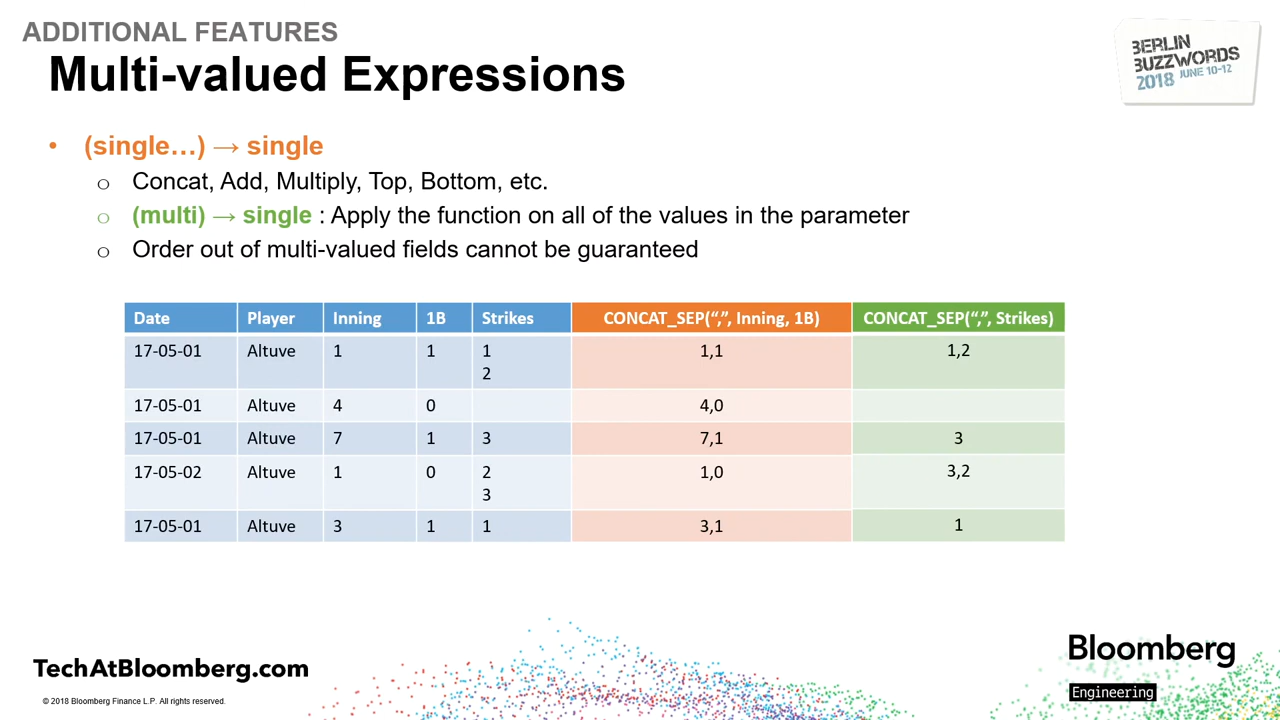 ADDITIONAL FEATURES
Multi-valued Expressions
BERLIN
BUZZWORDS
2018 JUNE 10-12
• (single…) → single
o Concat, Add, Multiply, Top, Bottom, etc.
o (multi) → single : Apply the function on all of the values in the parameter
o Order out of multi-valued fields cannot be guaranteed
Date Player Inning 1B Strikes CONCAT_SEP(“,”, Inning, 1B) CONCAT_SEP(“,”, Strikes)
17-05-01 Altuve 1 1 1 1,1 1,2
2
17-05-01 Altuve 4 0 4,0
17-05-01 Altuve 7 1 3 7,1 3
17-05-02 Altuve 1 0 2 1,0 3,2
3
17-05-01 Altuve 3 1 1 3,1 1
TechAtBloomberg.com
© 2018 Bloomberg Finance L.P. All rights reserved.
Bloomberg
Engineering